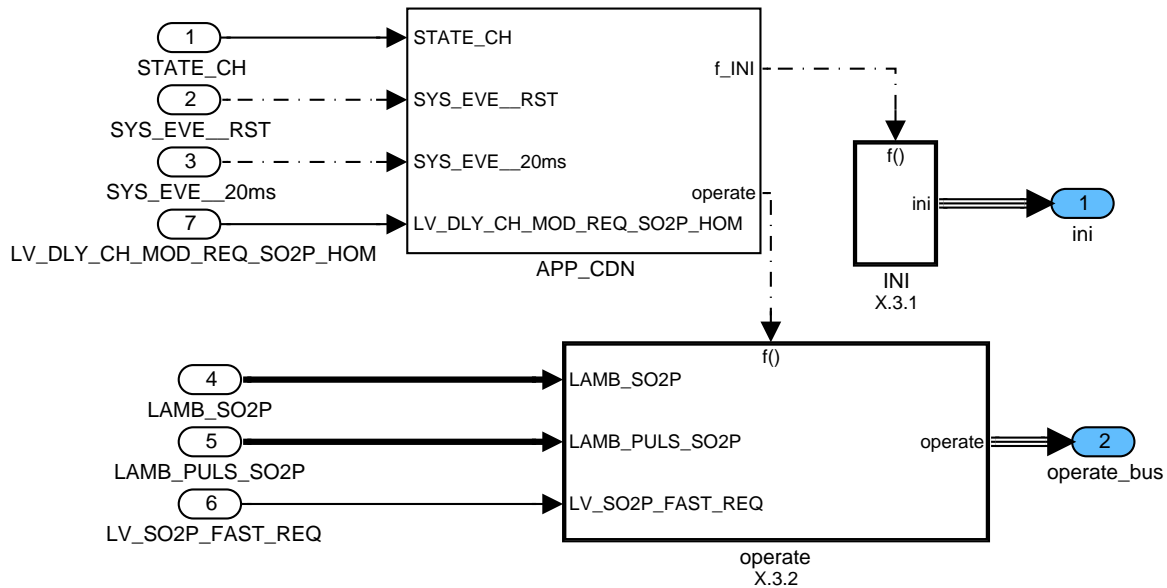 1
STATE_CH
STATE_CH
2
SYS_EVE__RST
SYS_EVE__RST
3
SYS_EVE__20ms
SYS_EVE__20ms
7
LV_DLY_CH_MOD_REQ_SO2P_HOM
LV_DLY_CH_MOD_REQ_SO2P_HOM
f_INI
operate
APP_CDN
f()
ini
INI
X.3.1
1
ini
4
LAMB_SO2P
LAMB_SO2P
5
LAMB_PULS_SO2P
LAMB_PULS_SO2P
6
LV_SO2P_FAST_REQ
LV_SO2P_FAST_REQ
f()
operate
operate
X.3.2
2
operate_bus